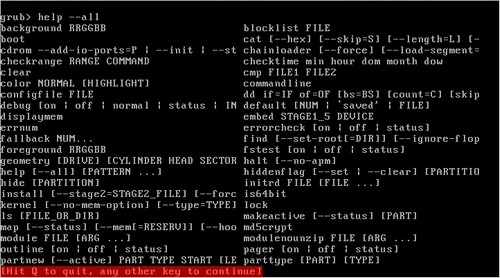 grub> help --all
background RRGGBB blocklist FILE
boot cat [--hex] [--skip=S] [--length=L] [-
cdrom --add-io-ports=P ¦ --init ¦ --st chainloader [--force] [--load-segment=
checkrange RANGE COMMAND checktime min hour dom month dow
clear cmp FILE1 FILE2
color NORMAL [HIGHLIGHT] commandline
configfile FILE dd if=IF of=OF [bs=BS] [count=C] [skip
debug [on ¦ off ¦ normal ¦ status ¦ IN default [NUM ¦ `saved' ¦ FILE]
displaymem embed STAGE1_5 DEVICE
errnum errorcheck [on ¦ off ¦ status]
fallback NUM... find [--set-root[=DIR]] [--ignore-flop
foreground RRGGBB fstest [on ¦ off ¦ status]
geometry [DRIVE] [CYLINDER HEAD SECTOR halt [--no-apm]
help [--all] [PATTERN ...] hiddenflag [--set ¦ --clear] [PARTITIO
hide [PARTITION] initrd FILE [FILE ...]
install [--stage2=STAGE2_FILE] [--forc is64bit
kernel [--no-mem-option] [--type=TYPE] lock
ls [FILE_OR_DIR] makeactive [--status] [PART]
map [--status] [--mem[=RESERV]] [--hoo md5crypt
module FILE [ARG ...] modulenounzip FILE [ARG ...]
outline [on ¦ off ¦ status] pager [on ¦ off ¦ status]
partnew [--active] PART TYPE START [LE parttype [PART] [TYPE]
[Hit Q to quit, any other key to continue]